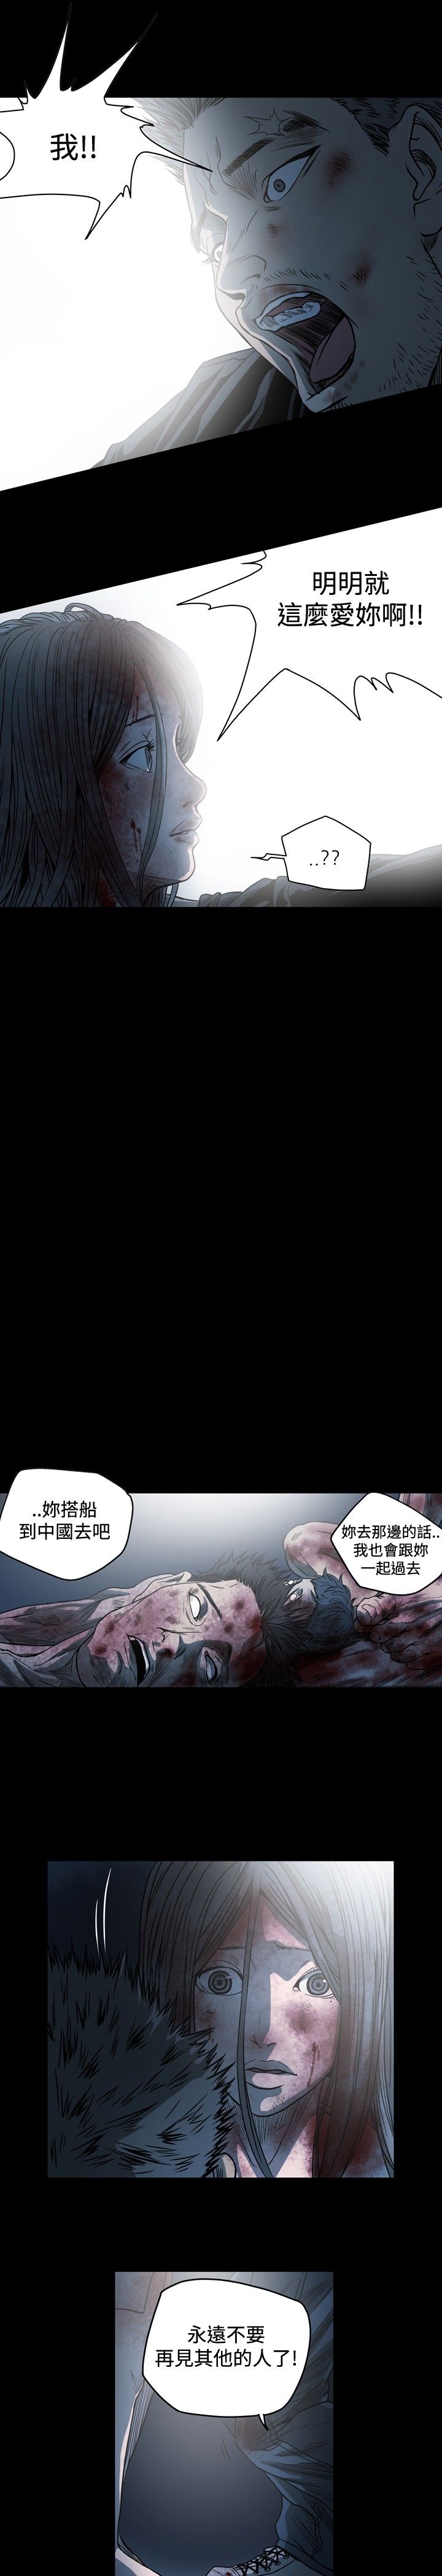 我!!
明明就
這麼愛妳啊!!
..??
..妳搭船
到中國去吧
妳去那邊的話..
我也會跟妳
一起過去
永遠不要
再見其他的人了!